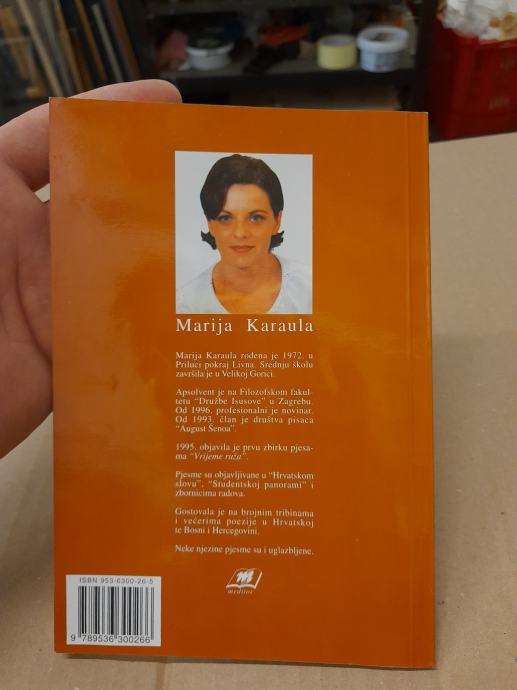 Marija Karaula
Marija Karaula rođena je 1972. u
Priluci pokraj Livna. Srednju školu
završila je u Velikoj Gorici.
Apsolvent je na Filozofskom fakul-
tetu "Družbe Isusove" u Zagrebu.
Od 1996. profesionalni je novinar.
Od 1993. član je društva pisaca
"August Šenoa".
1995. objavila je prvu zbirku pjesa-
ma "Vrijeme ruža".
Pjesme su objavljivane u "Hrvatskom
slovu", "Studentskoj panorami" i
zbornicima radova.
Gostovala je na brojnim tribinama
i večerima poezije u Hrvatskoj
te Bosni i Hercegovini.
Neke njezine pjesme su i uglazbljene.
ISBN 953-6300-26-5
9 789536 300266
M
meditor